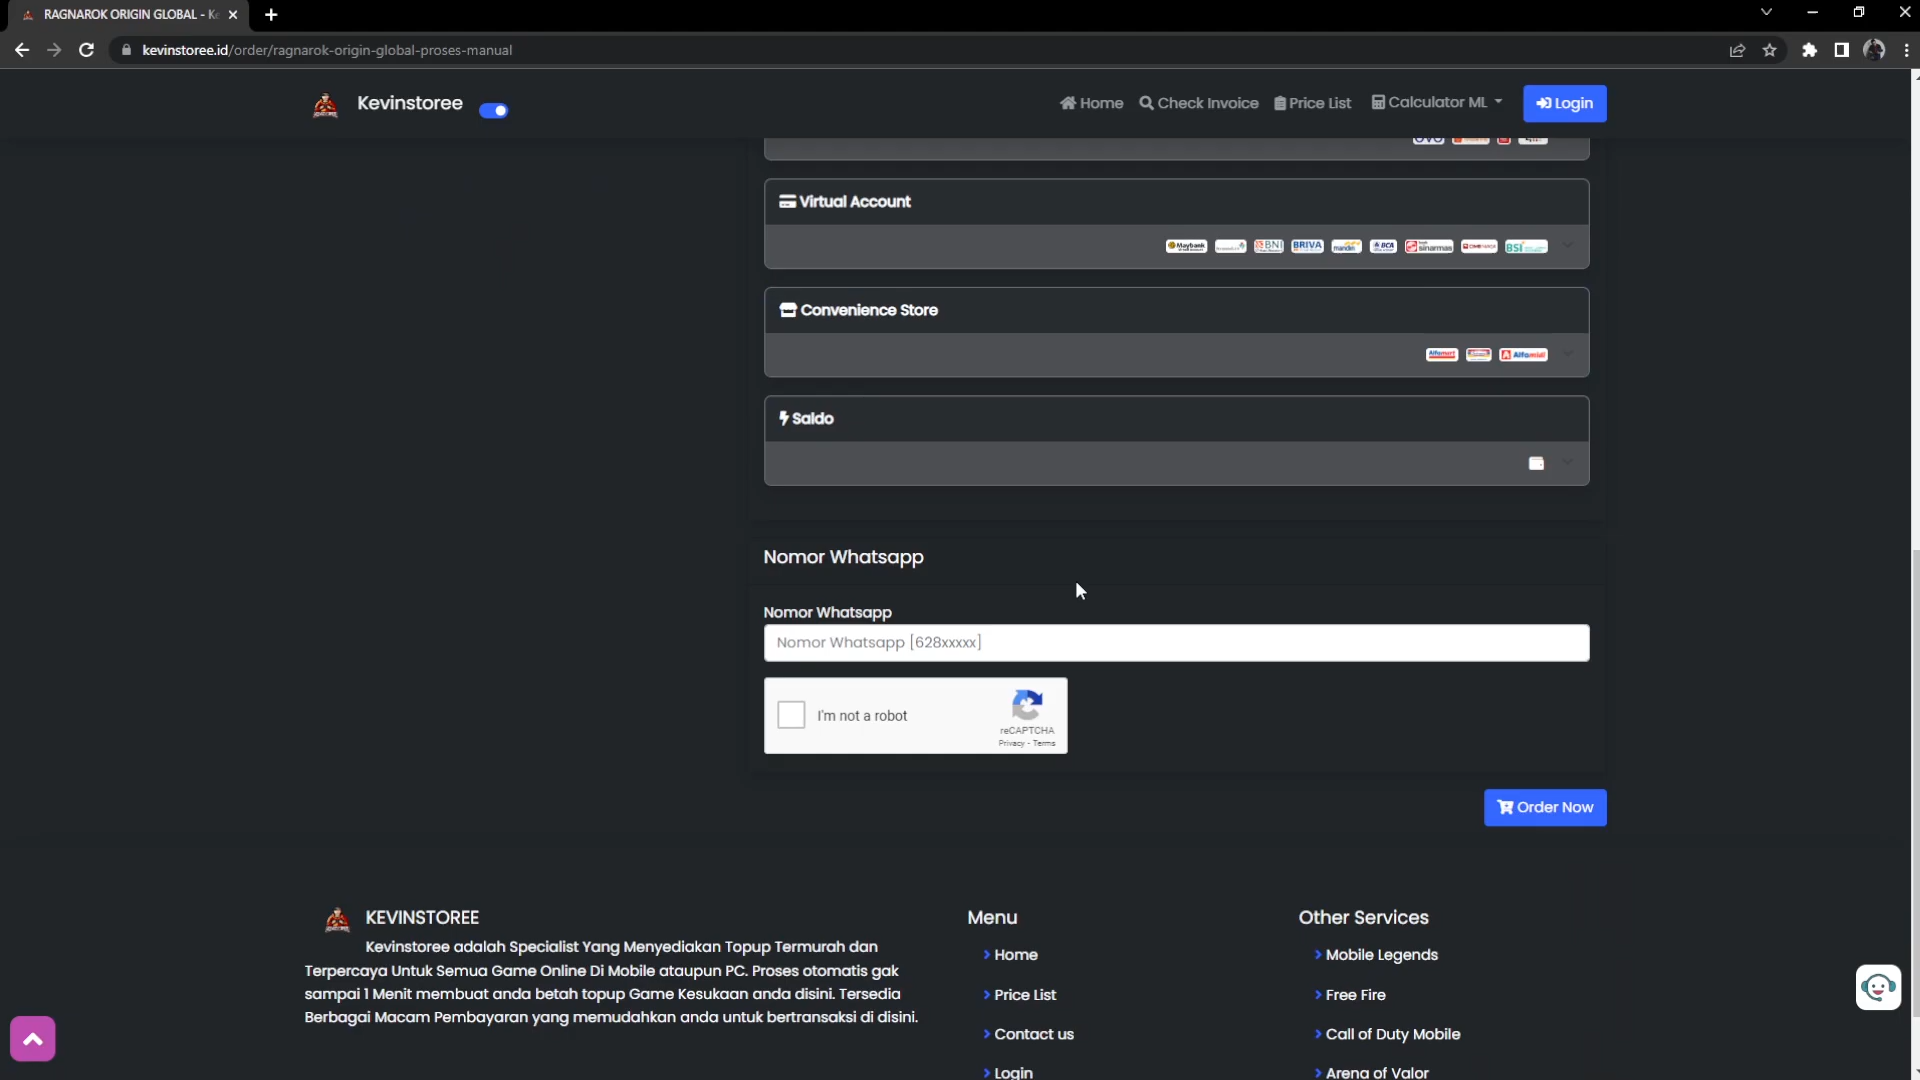 RAGNAROK ORIGIN GLOBAL - Ke
kevinstoree.id/order/ragnarok-origin-global-proses-manual
Kevinstoree
Home
Check Invoice
Price List
Calculator ML
Login
Virtual Account
Maybank
BNI
BRIVA
mandiri
BCA
sinarmas
BSI
Convenience Store
Alfamart
Alfamidi
Saldo
Nomor Whatsapp
Nomor Whatsapp
Nomor Whatsapp [628xxxxx]
I'm not a robot
reCAPTCHA
Privacy - Terms
Order Now
KEVINSTOREE
Kevinstoree adalah Specialist Yang Menyediakan Topup Termurah dan
Terpercaya Untuk Semua Game Online Di Mobile ataupun PC. Proses otomatis gak
sampai 1 Menit membuat anda betah topup Game Kesukaan anda disini. Tersedia
Berbagai Macam Pembayaran yang memudahkan anda untuk bertransaksi di disini.
Menu
Home
Price List
Contact us
Login
Other Services
Mobile Legends
Free Fire
Call of Duty Mobile
Arena of Valor